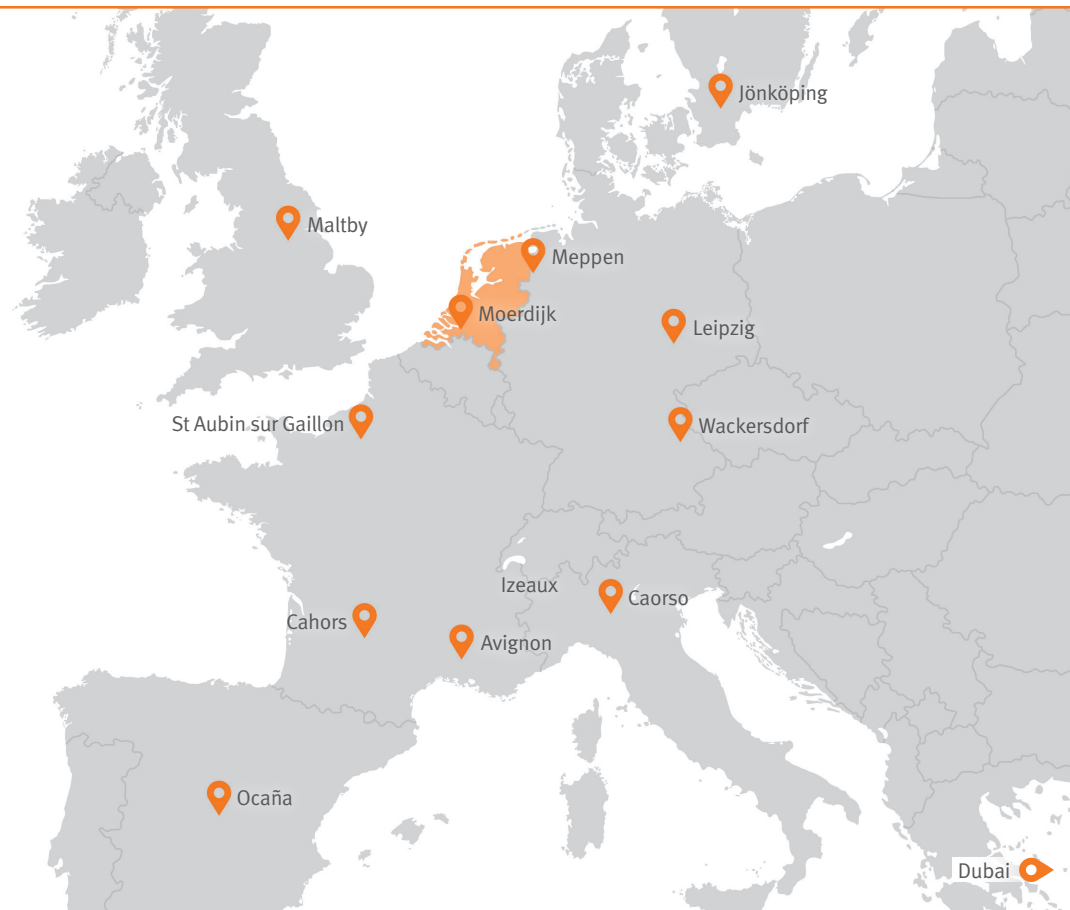 Jönköping
Maltby
Meppen
Moerdijk
Leipzig
St Aubin sur Gaillon
Wackersdorf
Izeaux
Caorso
Cahors
Avignon
Ocaña
Dubai